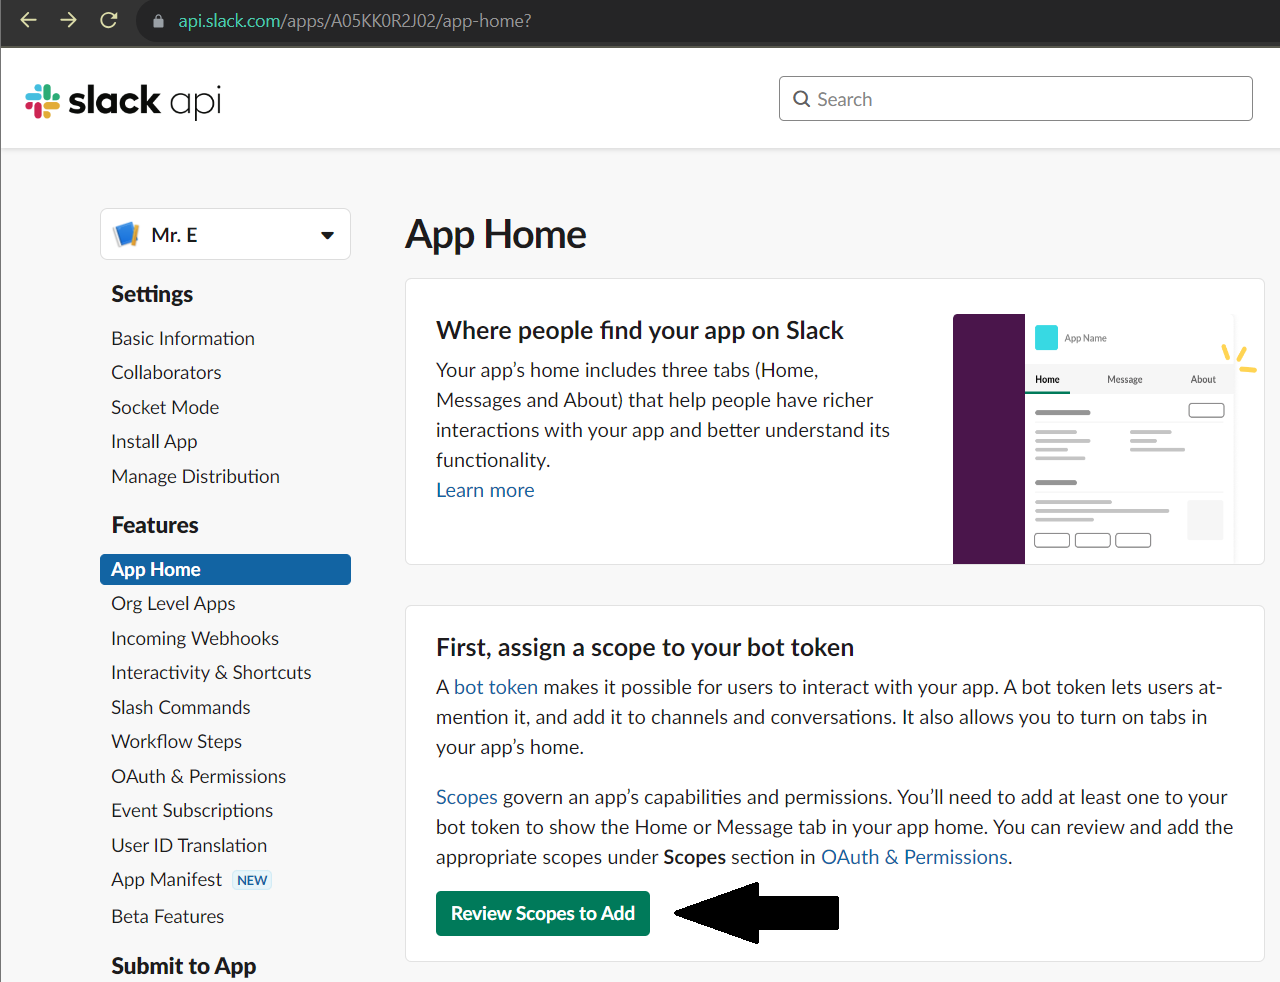 api.slack.com/apps/A05KK0R2J02/app-home?
slack api
Search
Mr. E
Settings
Basic Information
Collaborators
Socket Mode
Install App
Manage Distribution
Features
App Home
Org Level Apps
Incoming Webhooks
Interactivity & Shortcuts
Slash Commands
Workflow Steps
OAuth & Permissions
Event Subscriptions
User ID Translation
App Manifest NEW
Beta Features
Submit to App
App Home
Where people find your app on Slack
Your app’s home includes three tabs (Home,
Messages and About) that help people have richer
interactions with your app and better understand its
functionality.
Learn more
App Name
Home Message About
First, assign a scope to your bot token
A bot token makes it possible for users to interact with your app. A bot token lets users at-
mention it, and add it to channels and conversations. It also allows you to turn on tabs in
your app’s home.
Scopes govern an app’s capabilities and permissions. You’ll need to add at least one to your
bot token to show the Home or Message tab in your app home. You can review and add the
appropriate scopes under Scopes section in OAuth & Permissions.
Review Scopes to Add